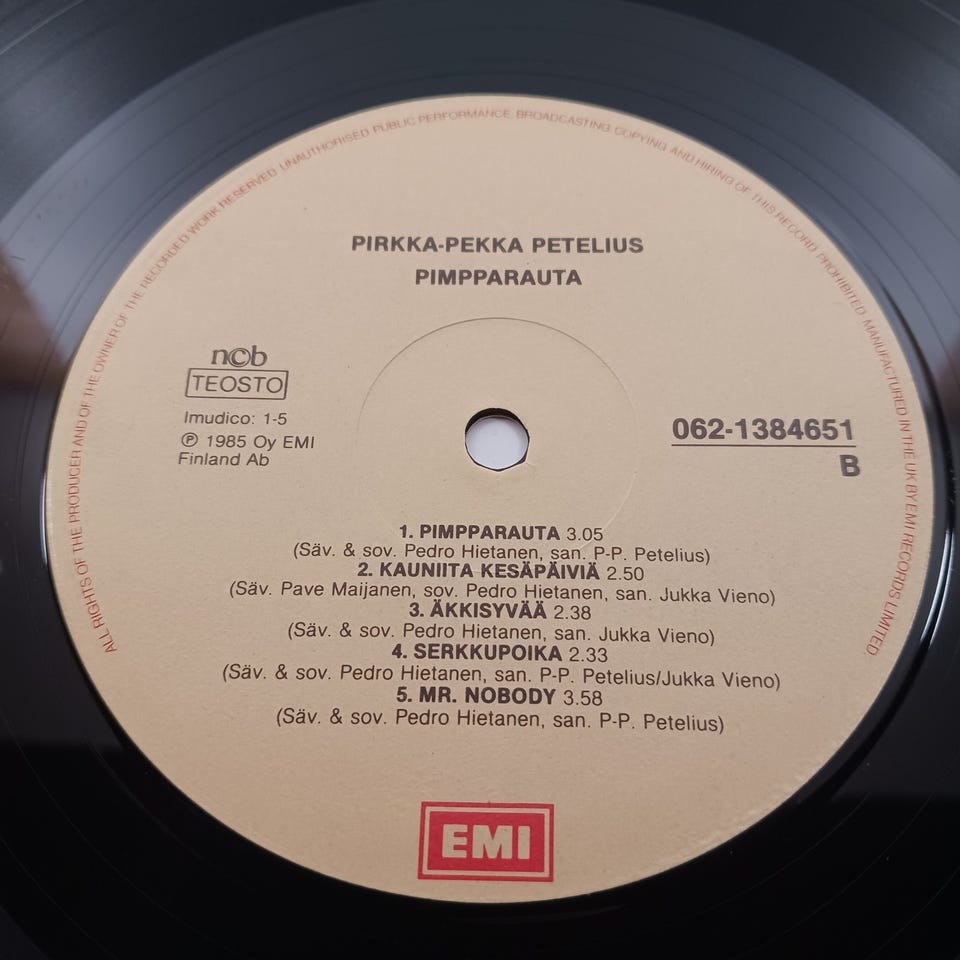 ALL RIGHTS OF THE PRODUCER AND OF THE OWNER OF THE RECORDED WORK RESERVED UNAUTHORISED PUBLIC PERFORMANCE, BROADCASTING, COPYING AND HIRING OF THIS RECORD PROHIBITED MANUFACTURED IN THE UK BY EMI RECORDS LIMITED
PIRKKA-PEKKA PETELIUS
PIMPPARAUTA
ncb
TEOSTO
Imudico: 1-5
℗ 1985 Oy EMI
Finland Ab
062-1384651
B
1. PIMPPARAUTA 3.05
(Säv. & sov. Pedro Hietanen, san. P-P. Petelius)
2. KAUNIITA KESÄPÄIVIÄ 2.50
(Säv. Pave Maijanen, sov. Pedro Hietanen, san. Jukka Vieno)
3. ÄKKISYVÄÄ 2.38
(Säv. & sov. Pedro Hietanen, san. Jukka Vieno)
4. SERKKUPOIKA 2.33
(Säv. & sov. Pedro Hietanen, san. P-P. Petelius/Jukka Vieno)
5. MR. NOBODY 3.58
(Säv. & sov. Pedro Hietanen, san. P-P. Petelius)
EMI